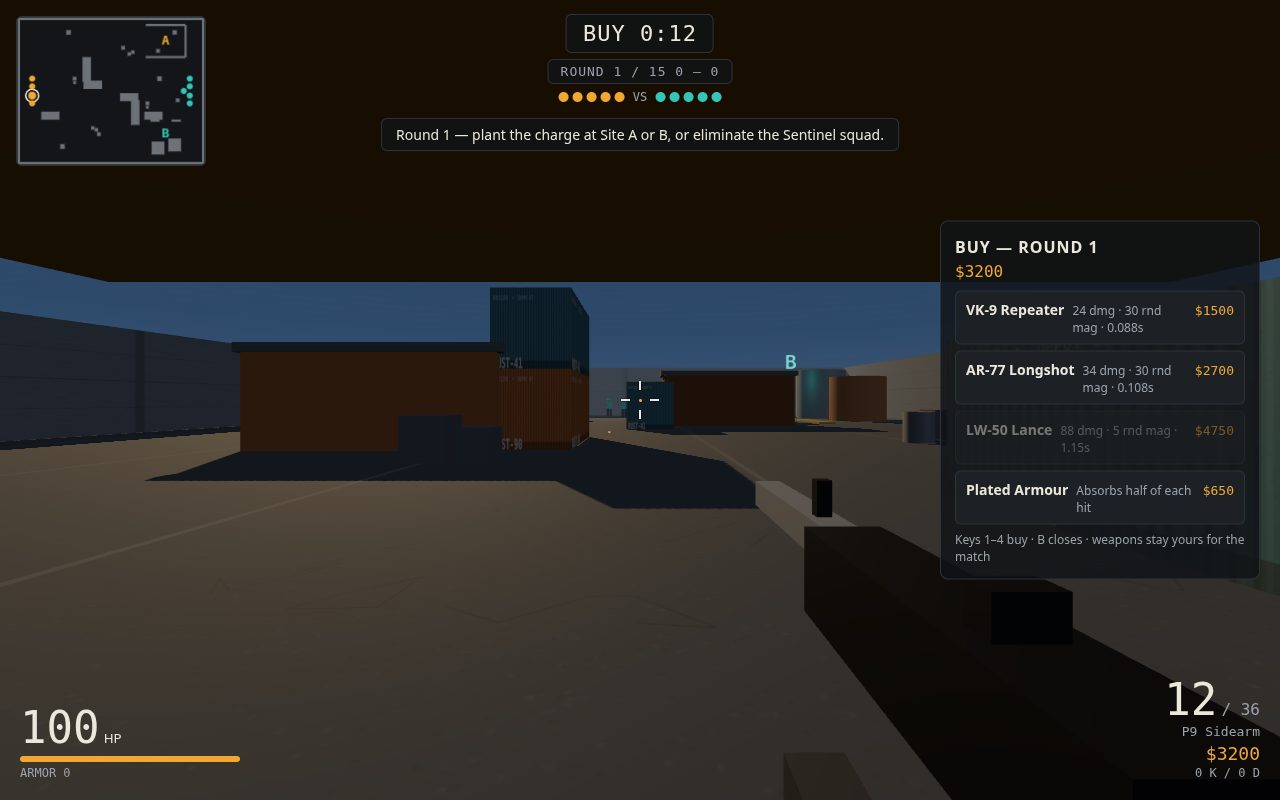 A
B
BUY 0:12
ROUND 1 / 15 0 — 0
VS
Round 1 — plant the charge at Site A or B, or eliminate the Sentinel squad.
B
UST-41
UST-90
BUY — ROUND 1
$3200
VK-9 Repeater 24 dmg · 30 rnd mag · 0.088s $1500
AR-77 Longshot 34 dmg · 30 rnd mag · 0.108s $2700
LW-50 Lance 88 dmg · 5 rnd mag · 1.15s $4750
Plated Armour Absorbs half of each hit $650
Keys 1–4 buy · B closes · weapons stay yours for the
match
100 HP
ARMOR 0
12 / 36
P9 Sidearm
$3200
0 K / 0 D